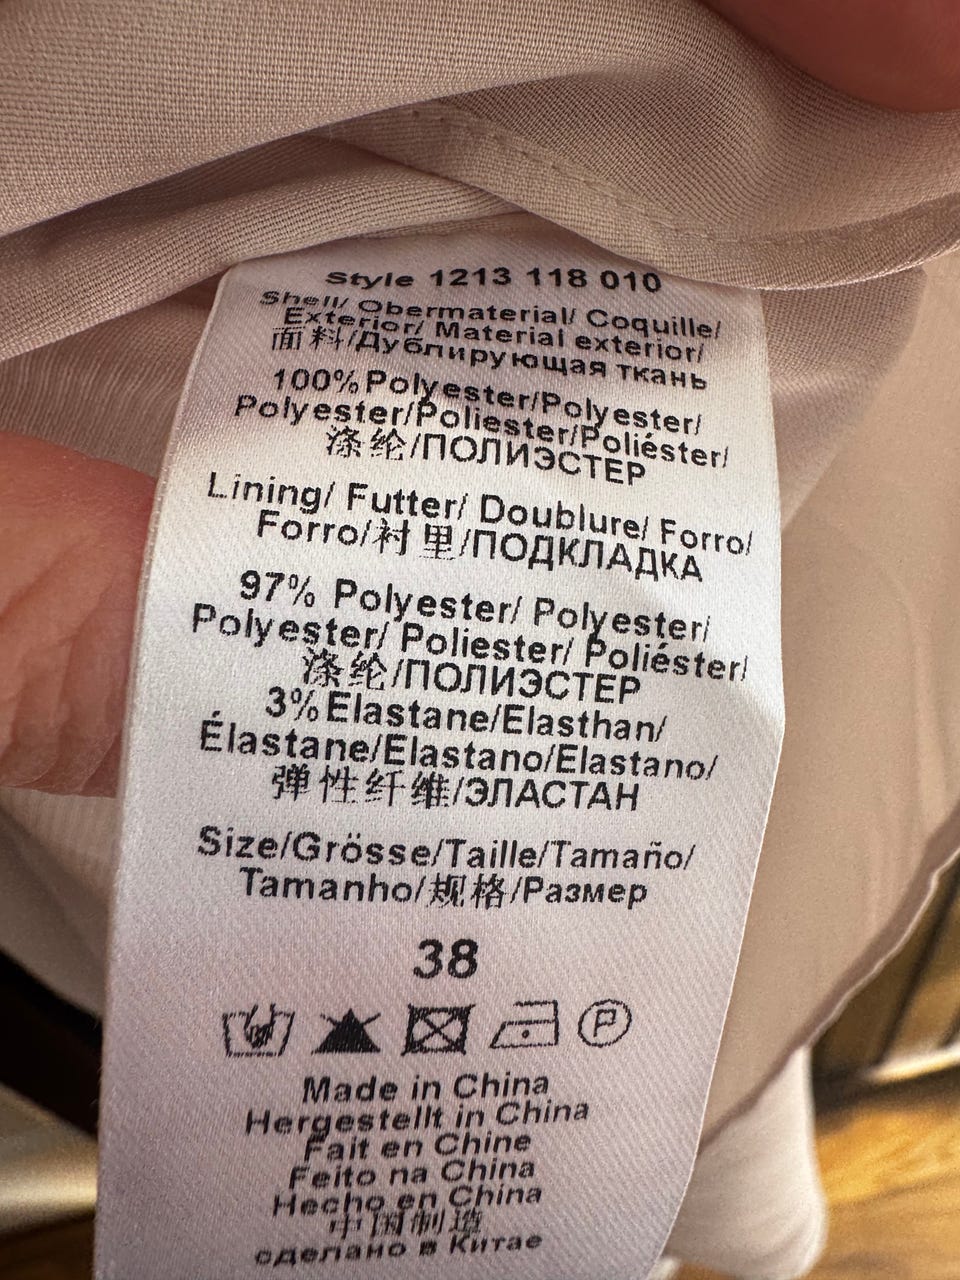 Style 1213 118 010
Shell/ Obermaterial/ Coquille/
Exterior/ Material exterior/
面料/Дублирующая ткань
100%Polyester/Polyester/
Polyester/Poliester/Poliéster/
涤纶/ПОЛИЭСТЕР
Lining/ Futter/ Doublure/ Forro/
Forro/衬里/ПОДКЛАДКА
97% Polyester/ Polyester/
Polyester/ Poliester/ Poliéster/
涤纶/ПОЛИЭСТЕР
3%Elastane/Elasthan/
Élastane/Elastano/Elastano/
弹性纤维/ЭЛАСТАН
Size/Grösse/Taille/Tamaño/
Tamanho/规格/Размер
38
P
Made in China
Hergestellt in China
Fait en Chine
Feito na China
Hecho en China
中国制造
сделано в Китае